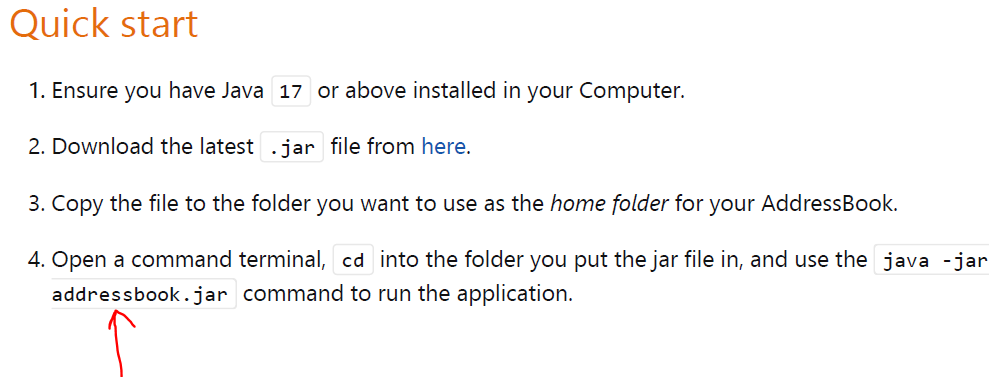 Quick start
1. Ensure you have Java 17 or above installed in your Computer.
2. Download the latest .jar file from here.
3. Copy the file to the folder you want to use as the home folder for your AddressBook.
4. Open a command terminal, cd into the folder you put the jar file in, and use the java -jar
addressbook.jar command to run the application.